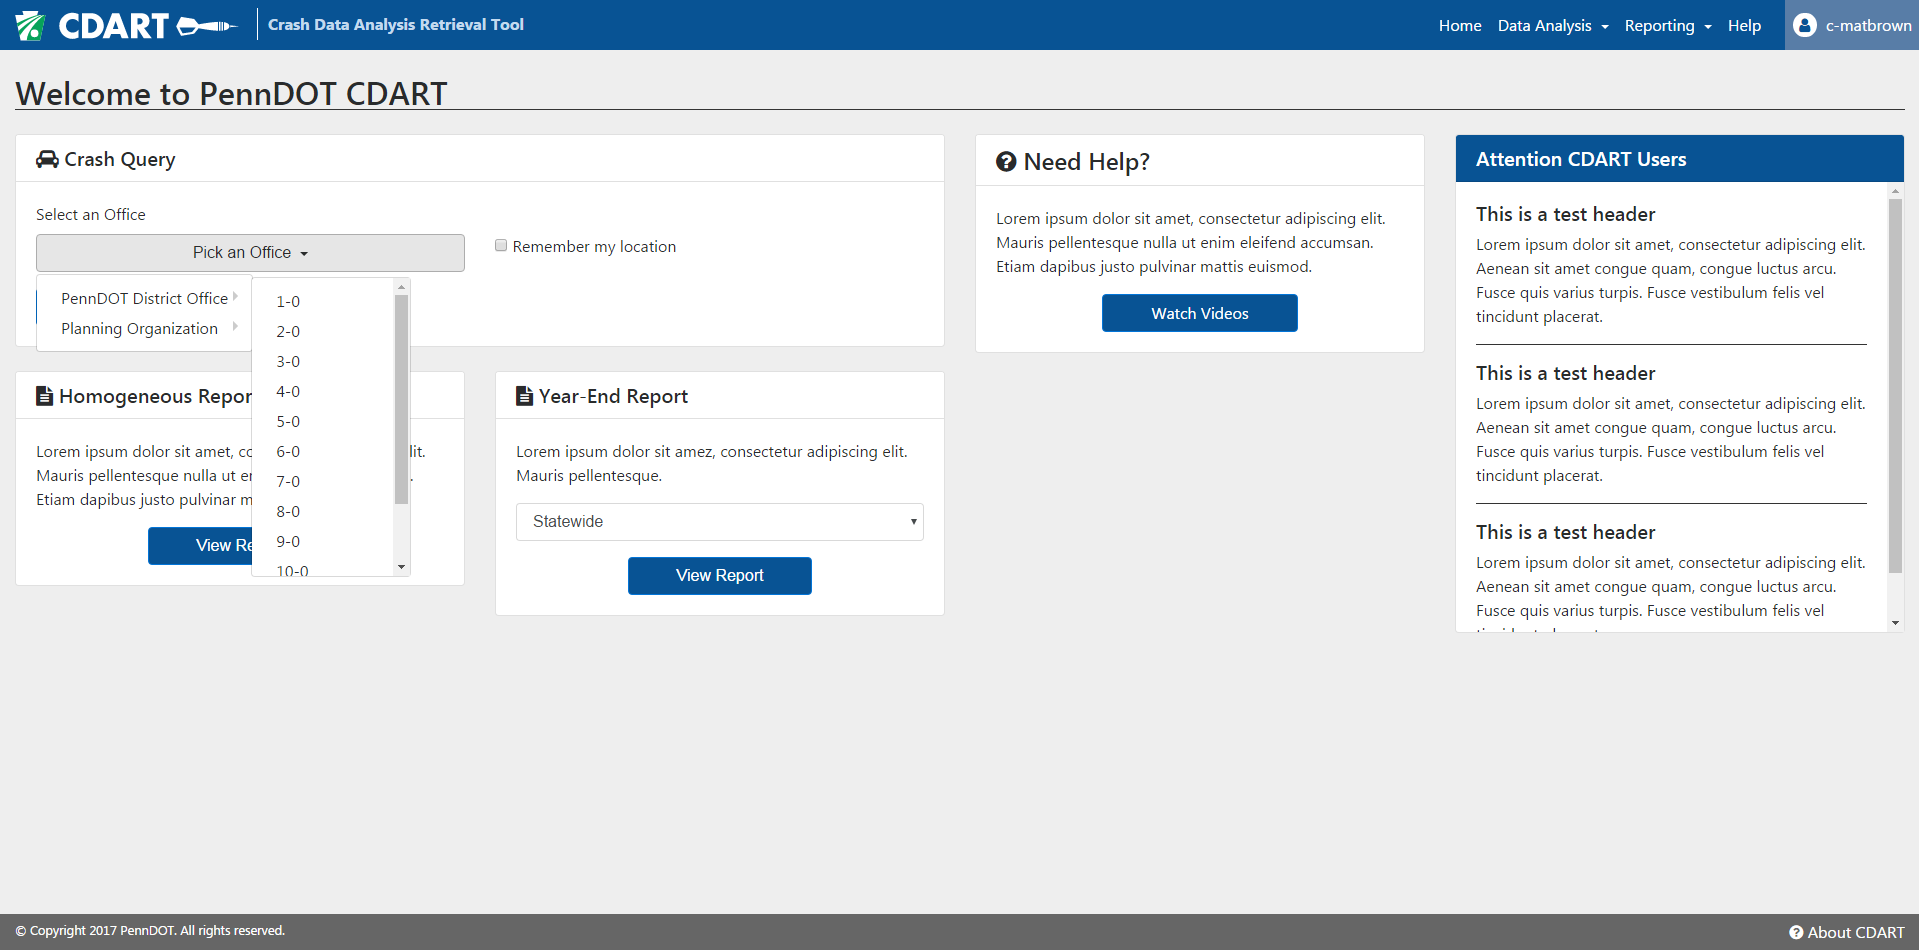 CDART
Crash Data Analysis Retrieval Tool
Home
Data Analysis
Reporting
Help
c-matbrown
Welcome to PennDOT CDART
Crash Query
Select an Office
Pick an Office
Remember my location
PennDOT District Office
Planning Organization
1-0
2-0
3-0
4-0
5-0
6-0
7-0
8-0
9-0
10-0
Homogeneous Repor
Lorem ipsum dolor sit amet, cc
lit.
Mauris pellentesque nulla ut er
.
Etiam dapibus justo pulvinar m
View Re
Year-End Report
Lorem ipsum dolor sit amez, consectetur adipiscing elit.
Mauris pellentesque.
Statewide
View Report
Need Help?
Lorem ipsum dolor sit amet, consectetur adipiscing elit.
Mauris pellentesque nulla ut enim eleifend accumsan.
Etiam dapibus justo pulvinar mattis euismod.
Watch Videos
Attention CDART Users
This is a test header
Lorem ipsum dolor sit amet, consectetur adipiscing elit.
Aenean sit amet congue quam, congue luctus arcu.
Fusce quis varius turpis. Fusce vestibulum felis vel
tincidunt placerat.
This is a test header
Lorem ipsum dolor sit amet, consectetur adipiscing elit.
Aenean sit amet congue quam, congue luctus arcu.
Fusce quis varius turpis. Fusce vestibulum felis vel
tincidunt placerat.
This is a test header
Lorem ipsum dolor sit amet, consectetur adipiscing elit.
Aenean sit amet congue quam, congue luctus arcu.
Fusce quis varius turpis. Fusce vestibulum felis vel
© Copyright 2017 PennDOT. All rights reserved.
About CDART